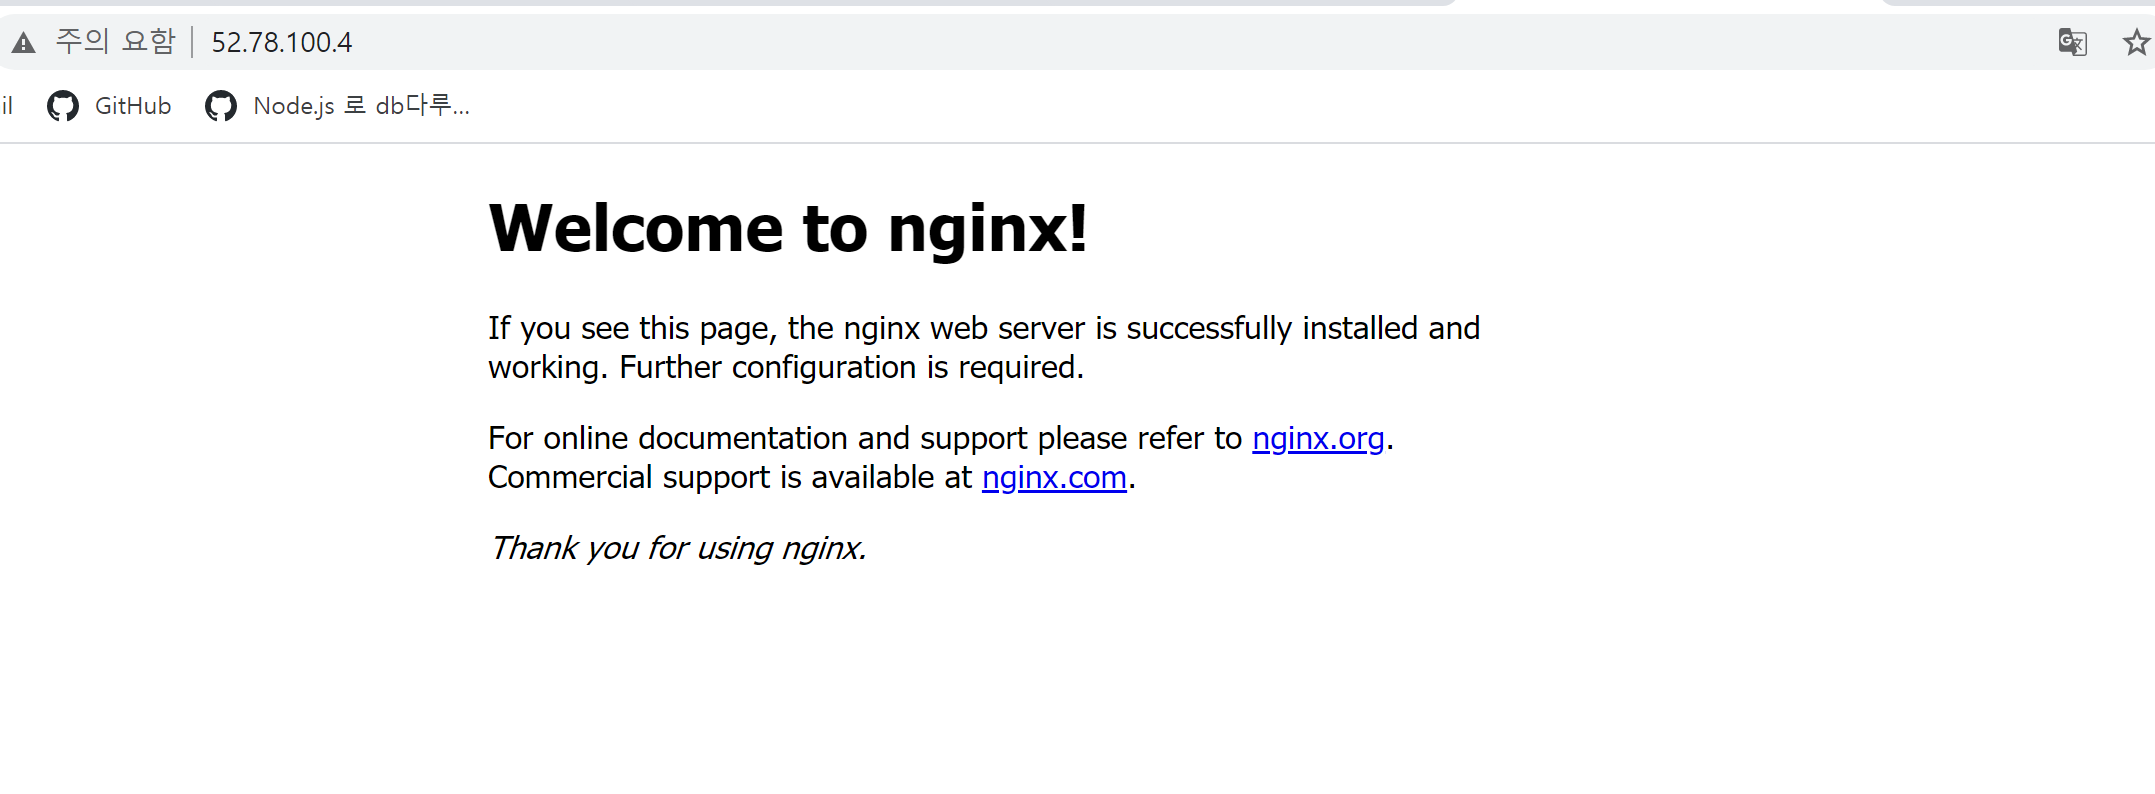 주의 요함 52.78.100.4
il GitHub Node.js 로 db다루...
Welcome to nginx!
If you see this page, the nginx web server is successfully installed and
working. Further configuration is required.
For online documentation and support please refer to nginx.org.
Commercial support is available at nginx.com.
Thank you for using nginx.